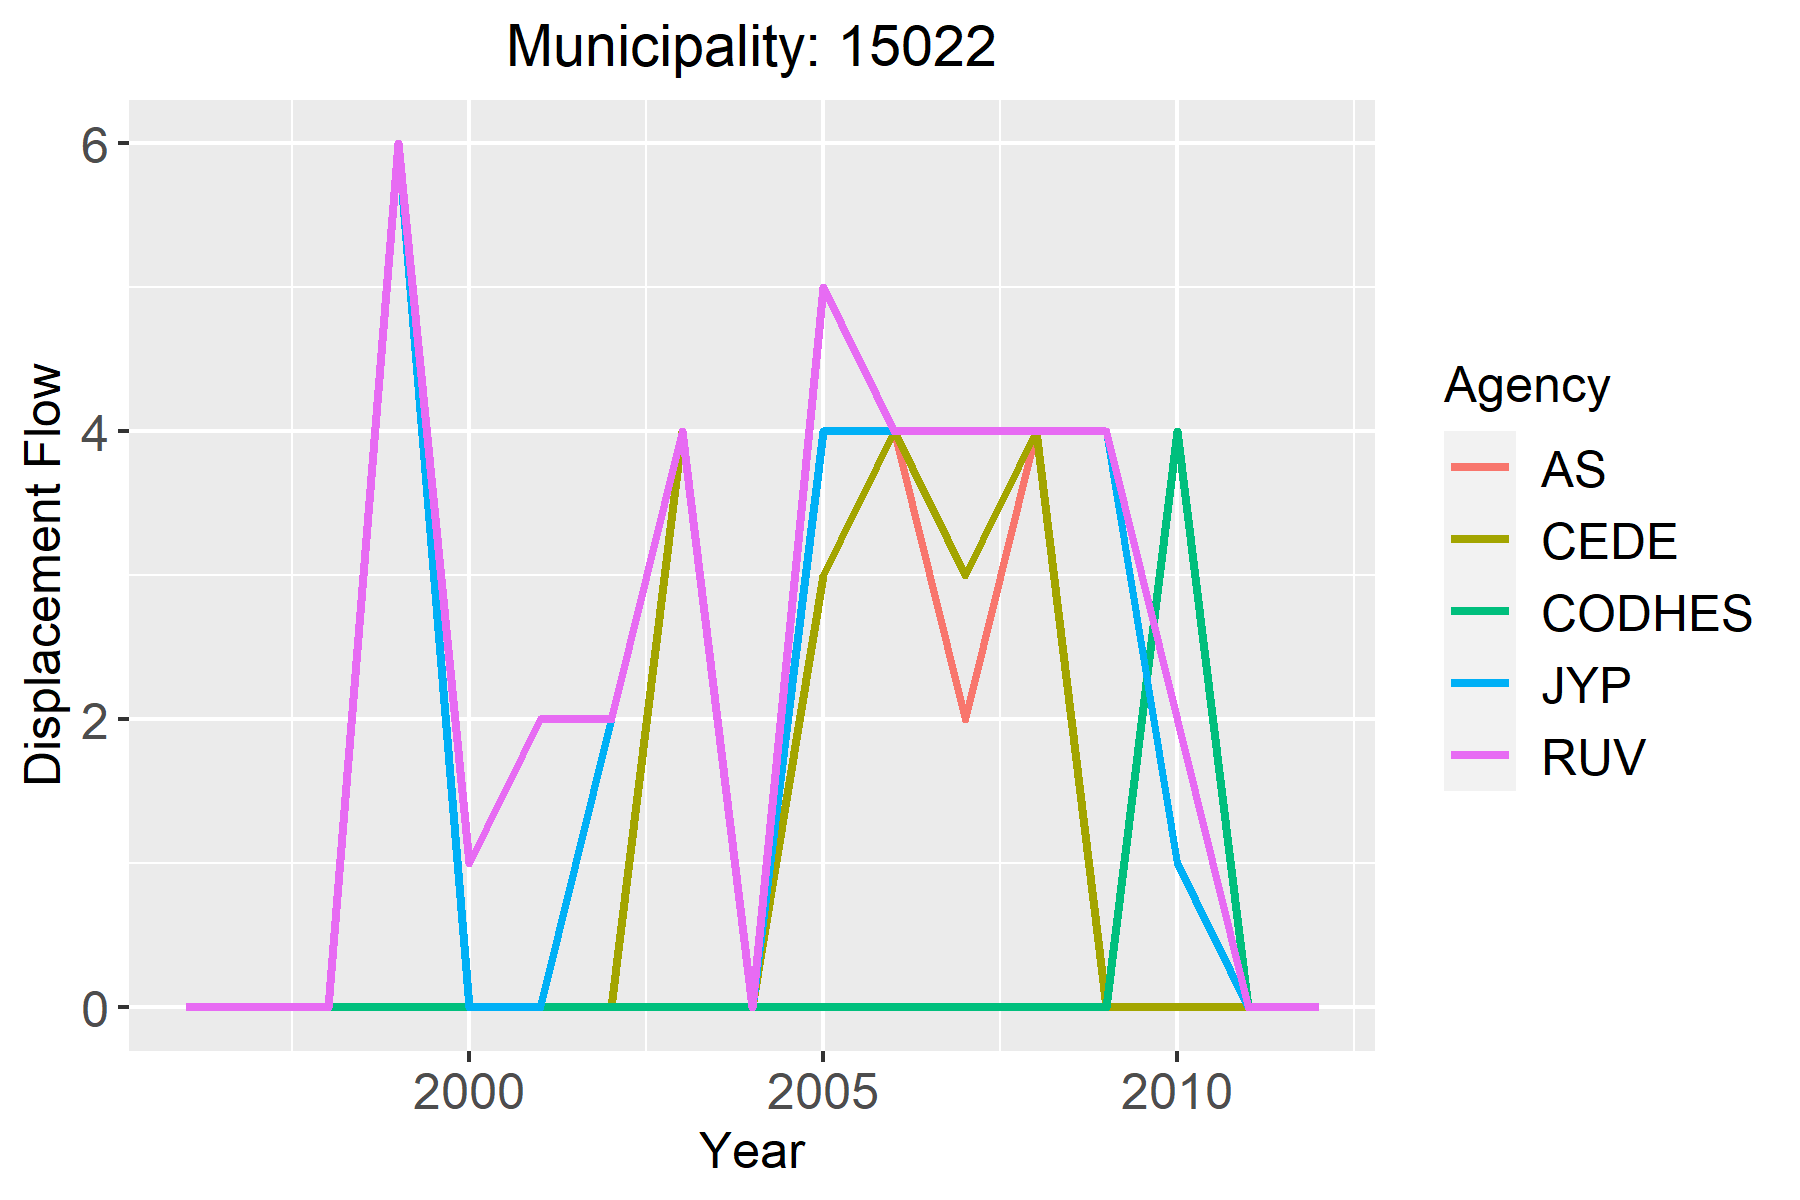 Municipality: 15022
Displacement Flow
6
4
2
0
2000 2005 2010
Year
Agency
AS
CEDE
CODHES
JYP
RUV